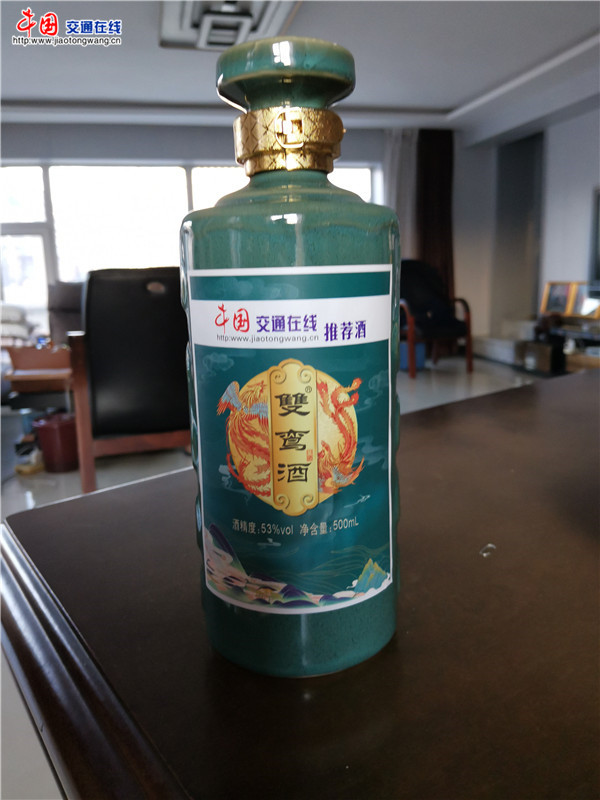 中国 交通在线
http:www.jiaotongwang.cn
中国 交通在线 推荐酒
http:www.jiaotongwang.cn
雙鸾酒®
酒精度:53%vol 净含量:500mL